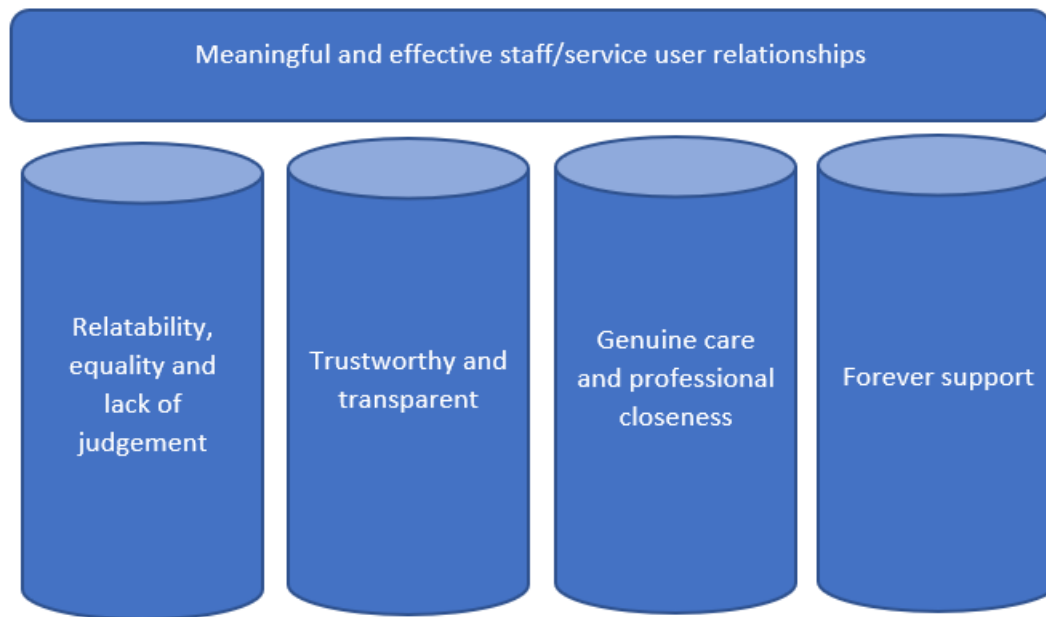 Meaningful and effective staff/service user relationships
Relatability,
equality and
lack of
judgement
Trustworthy and
transparent
Genuine care
and professional
closeness
Forever support